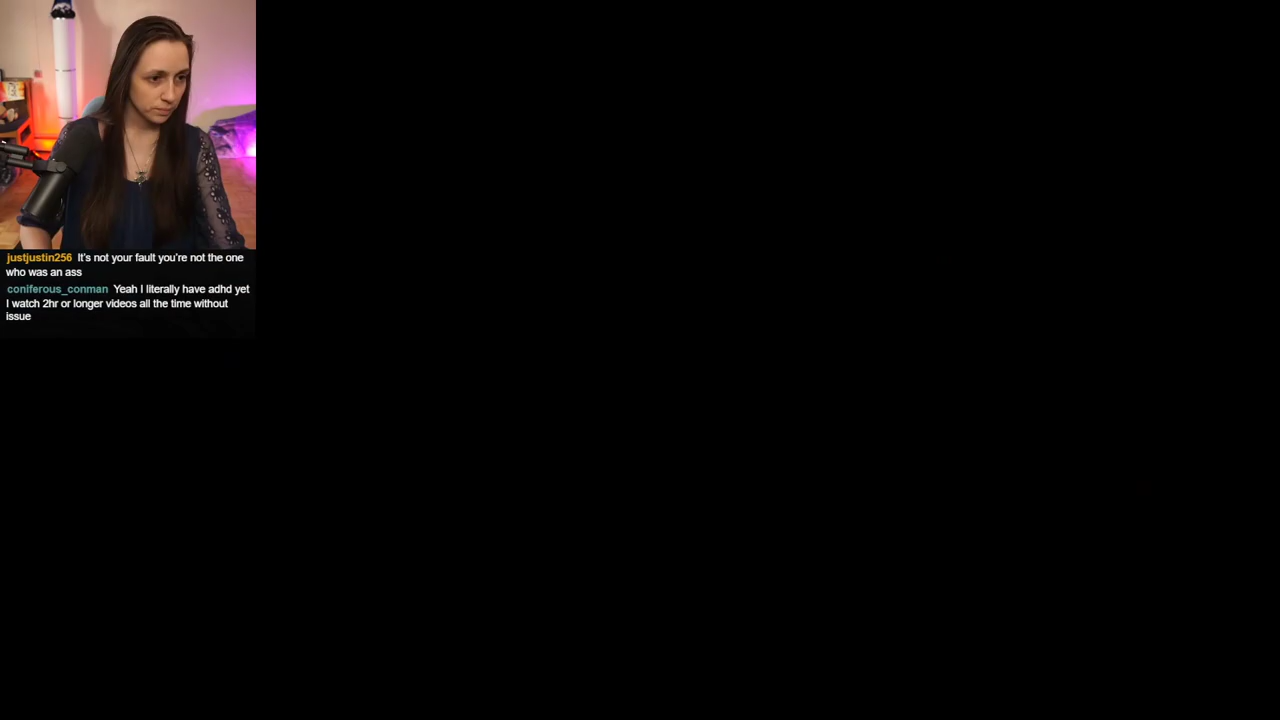 justjustin256 It's not your fault you're not the one
who was an ass
coniferous_conman Yeah I literally have adhd yet
I watch 2hr or longer videos all the time without
issue